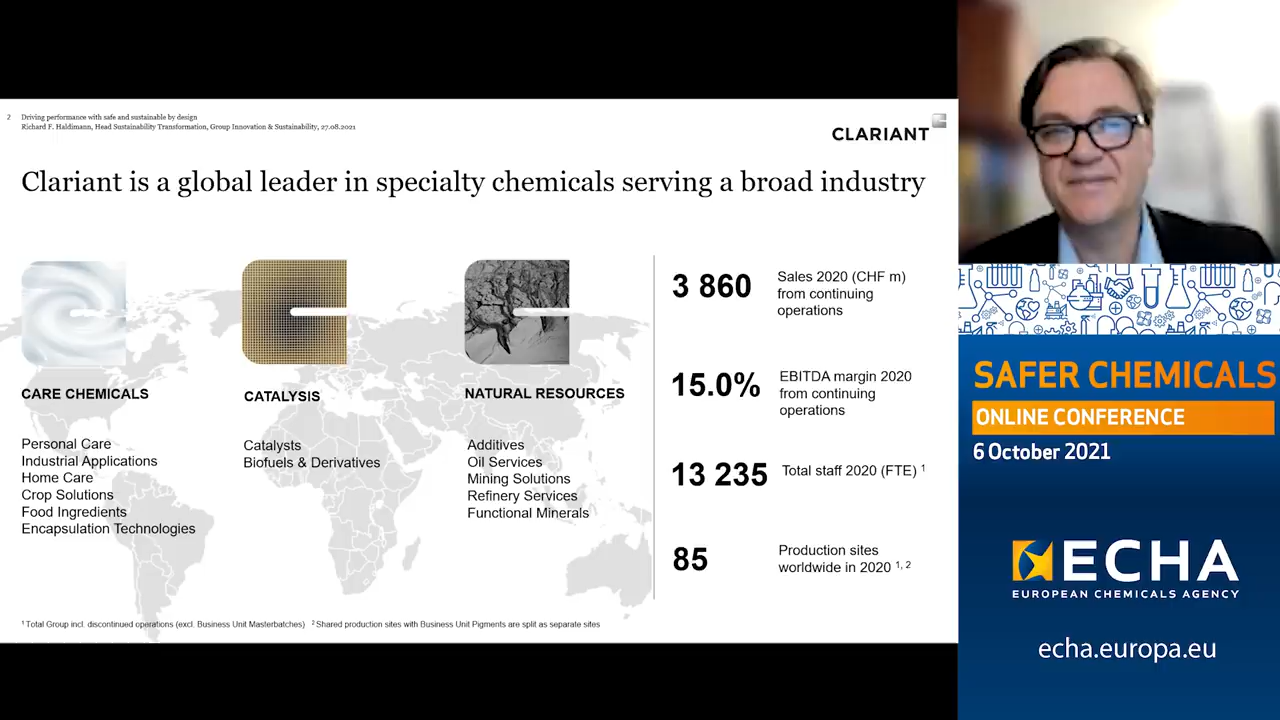 2 Driving performance with safe and sustainable by design
Richard F. Haldimann, Head Sustainability Transformation, Group Innovation & Sustainability, 27.08.2021
CLARIANT
Clariant is a global leader in specialty chemicals serving a broad industry
CARE CHEMICALS
Personal Care
Industrial Applications
Home Care
Crop Solutions
Food Ingredients
Encapsulation Technologies
CATALYSIS
Catalysts
Biofuels & Derivatives
NATURAL RESOURCES
Additives
Oil Services
Mining Solutions
Refinery Services
Functional Minerals
3 860
Sales 2020 (CHF m)
from continuing
operations
15.0%
EBITDA margin 2020
from continuing
operations
13 235
Total staff 2020 (FTE) 1
85
Production sites
worldwide in 2020 1, 2
1 Total Group incl. discontinued operations (excl. Business Unit Masterbatches) 2 Shared production sites with Business Unit Pigments are split as separate sites
SAFER CHEMICALS
ONLINE CONFERENCE
6 October 2021
ECHA
EUROPEAN CHEMICALS AGENCY
echa.europa.eu